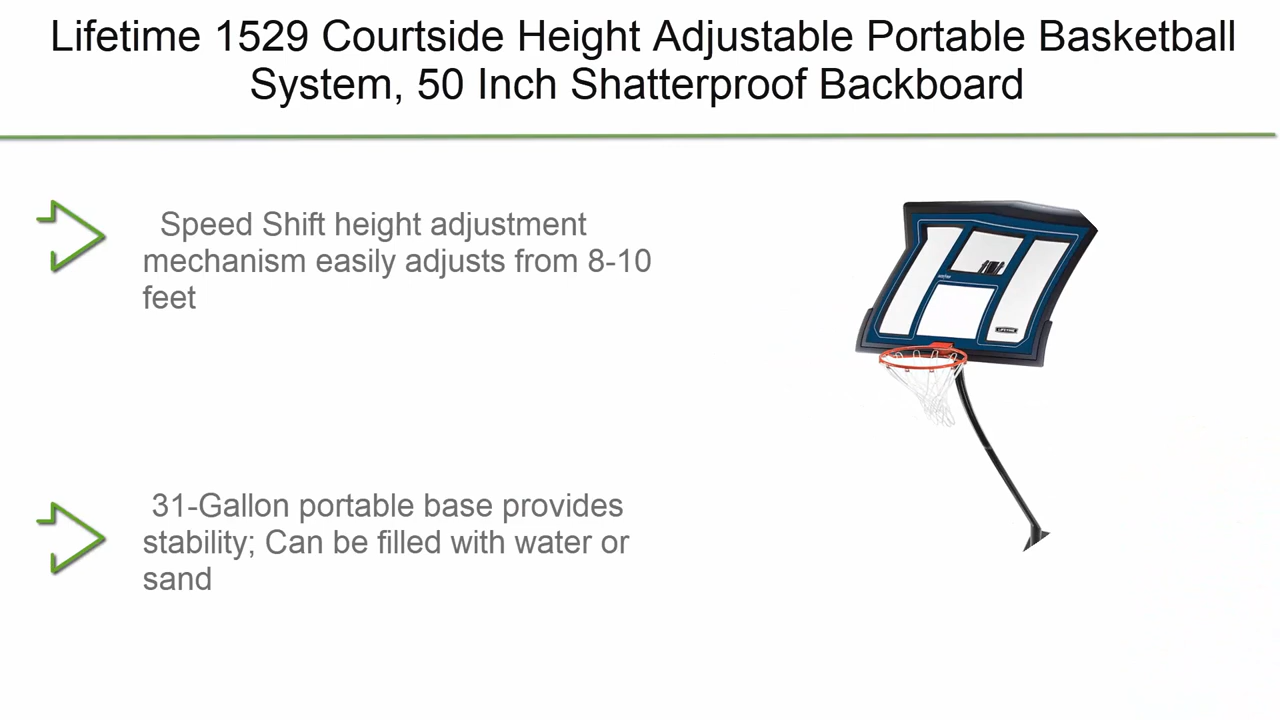 Lifetime 1529 Courtside Height Adjustable Portable Basketball
System, 50 Inch Shatterproof Backboard
Speed Shift height adjustment
mechanism easily adjusts from 8-10
feet
LIFETIME
31-Gallon portable base provides
stability; Can be filled with water or
sand